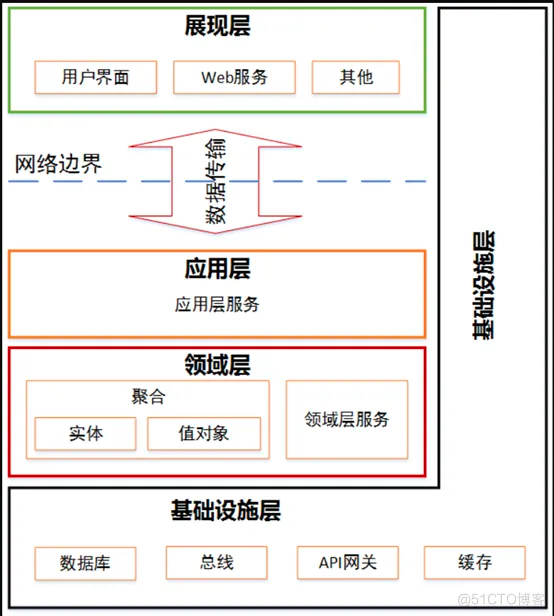 展现层
用户界面
Web服务
其他
网络边界
数据传输
应用层
应用层服务
领域层
聚合
实体
值对象
领域层服务
基础设施层
基础设施层
数据库
总线
API网关
缓存
@51CTO博客